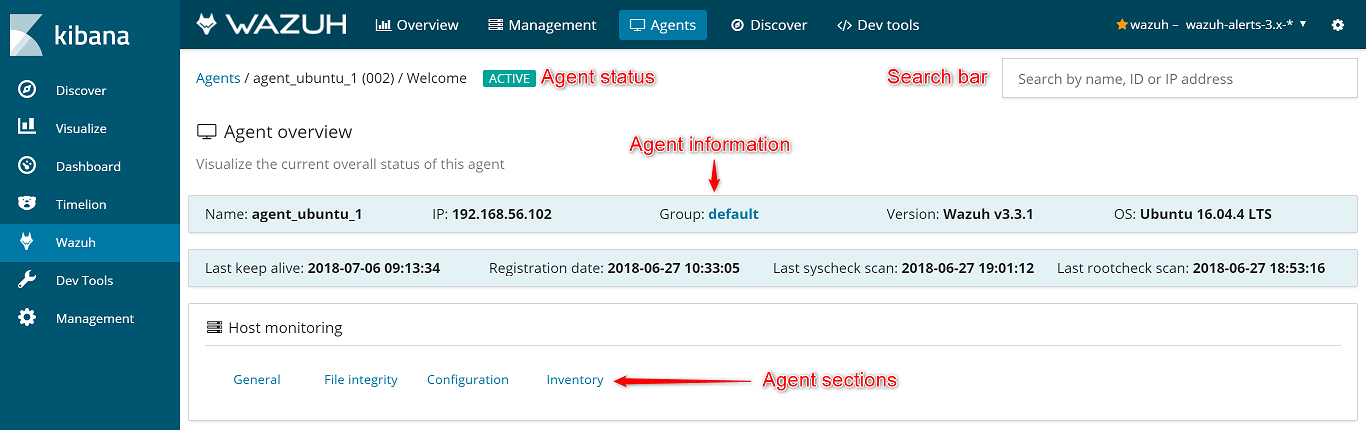 kibana
Discover
Visualize
Dashboard
Timelion
Wazuh
Dev Tools
Management
WAZUH Overview Management Agents Discover Dev tools wazuh – wazuh-alerts-3.x-*
Agents / agent_ubuntu_1 (002) / Welcome ACTIVE Agent status Search bar Search by name, ID or IP address
Agent overview
Agent information
Visualize the current overall status of this agent
Name: agent_ubuntu_1 IP: 192.168.56.102 Group: default Version: Wazuh v3.3.1 OS: Ubuntu 16.04.4 LTS
Last keep alive: 2018-07-06 09:13:34 Registration date: 2018-06-27 10:33:05 Last syscheck scan: 2018-06-27 19:01:12 Last rootcheck scan: 2018-06-27 18:53:16
Host monitoring
General File integrity Configuration Inventory Agent sections